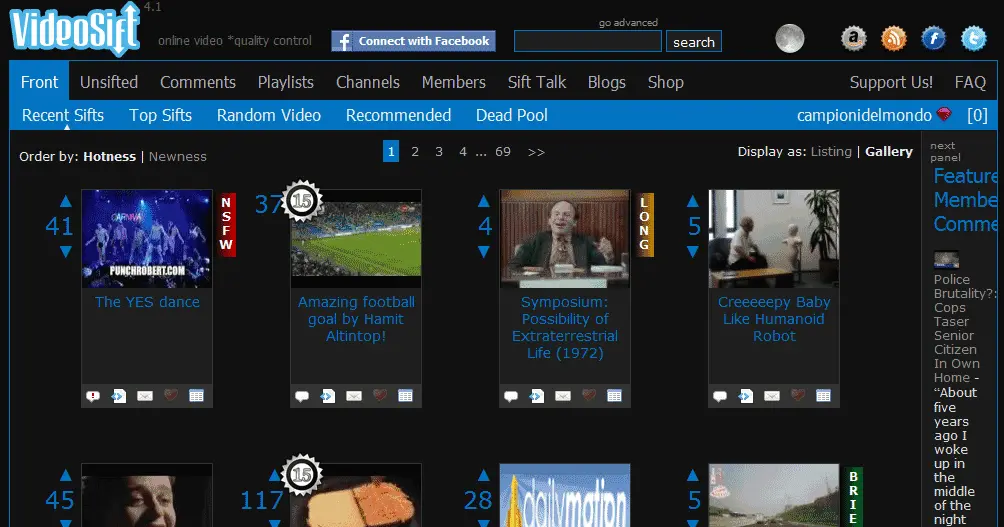 VideoSift 4.1
online video *quality control
Connect with Facebook
go advanced
search
Front Unsifted Comments Playlists Channels Members Sift Talk Blogs Shop Support Us! FAQ
Recent Sifts Top Sifts Random Video Recommended Dead Pool campionidelmondo [0]
Order by: Hotness | Newness
1 2 3 4 ... 69 >>
Display as: Listing | Gallery
41
CARNIVAL
PUNCHROBERT.COM
NSFW
The YES dance
37
15
Amazing football
goal by Hamit
Altintop!
4
LONG
Symposium:
Possibility of
Extraterrestrial
Life (1972)
5
Creeeeepy Baby
Like Humanoid
Robot
45
117
15
28
dailymotion
5
BRIE
next
panel
Feature
Membe
Comme
Police
Brutality?:
Cops
Taser
Senior
Citizen
In Own
Home -
“About
five
years
ago I
woke up
in the
middle
of the
night